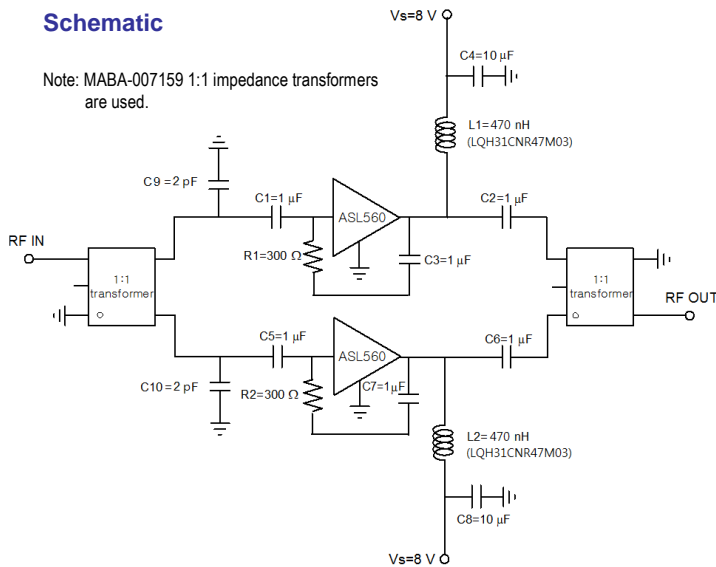 Schematic
Note: MABA-007159 1:1 impedance transformers
are used.
Vs=8 V
C4=10 μF
L1=470 nH
(LQH31CNR47M03)
C9=2 pF
C1=1 μF
ASL560
C2=1 μF
R1=300 Ω
C3=1 μF
RF IN
1:1
transformer
1:1
transformer
RF OUT
C5=1 μF
ASL560
C6=1 μF
C10=2 pF
R2=300 Ω
C7=1μF
L2=470 nH
(LQH31CNR47M03)
C8=10 μF
Vs=8 V